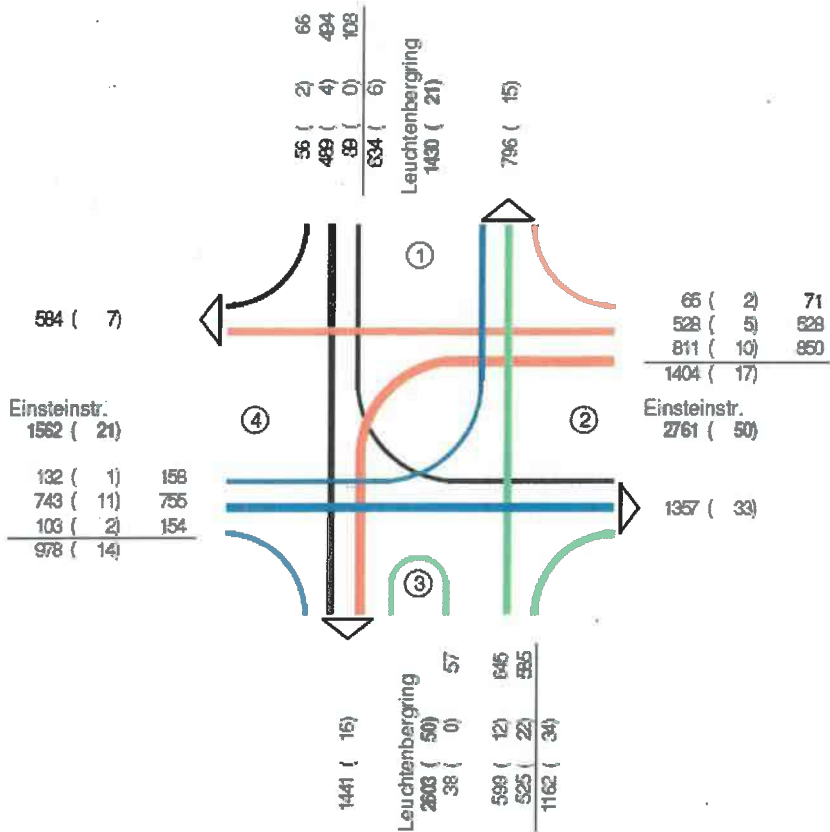 56 ( 2) 66
489 ( 4) 494
89 ( 0) 108
634 ( 6)
Leuchtenbergring
1430 ( 21)
796 ( 15)
1
584 ( 7)
65 ( 2) 71
528 ( 5) 528
811 ( 10) 850
1404 ( 17)
Einsteinstr.
1562 ( 21)
4
2
Einsteinstr.
2761 ( 50)
132 ( 1) 158
743 ( 11) 755
103 ( 2) 154
978 ( 14)
1357 ( 33)
3
1441 ( 16)
Leuchtenbergring
2603 ( 50)
38 ( 0) 57
599 ( 12) 645
525 ( 22) 585
1162 ( 34)